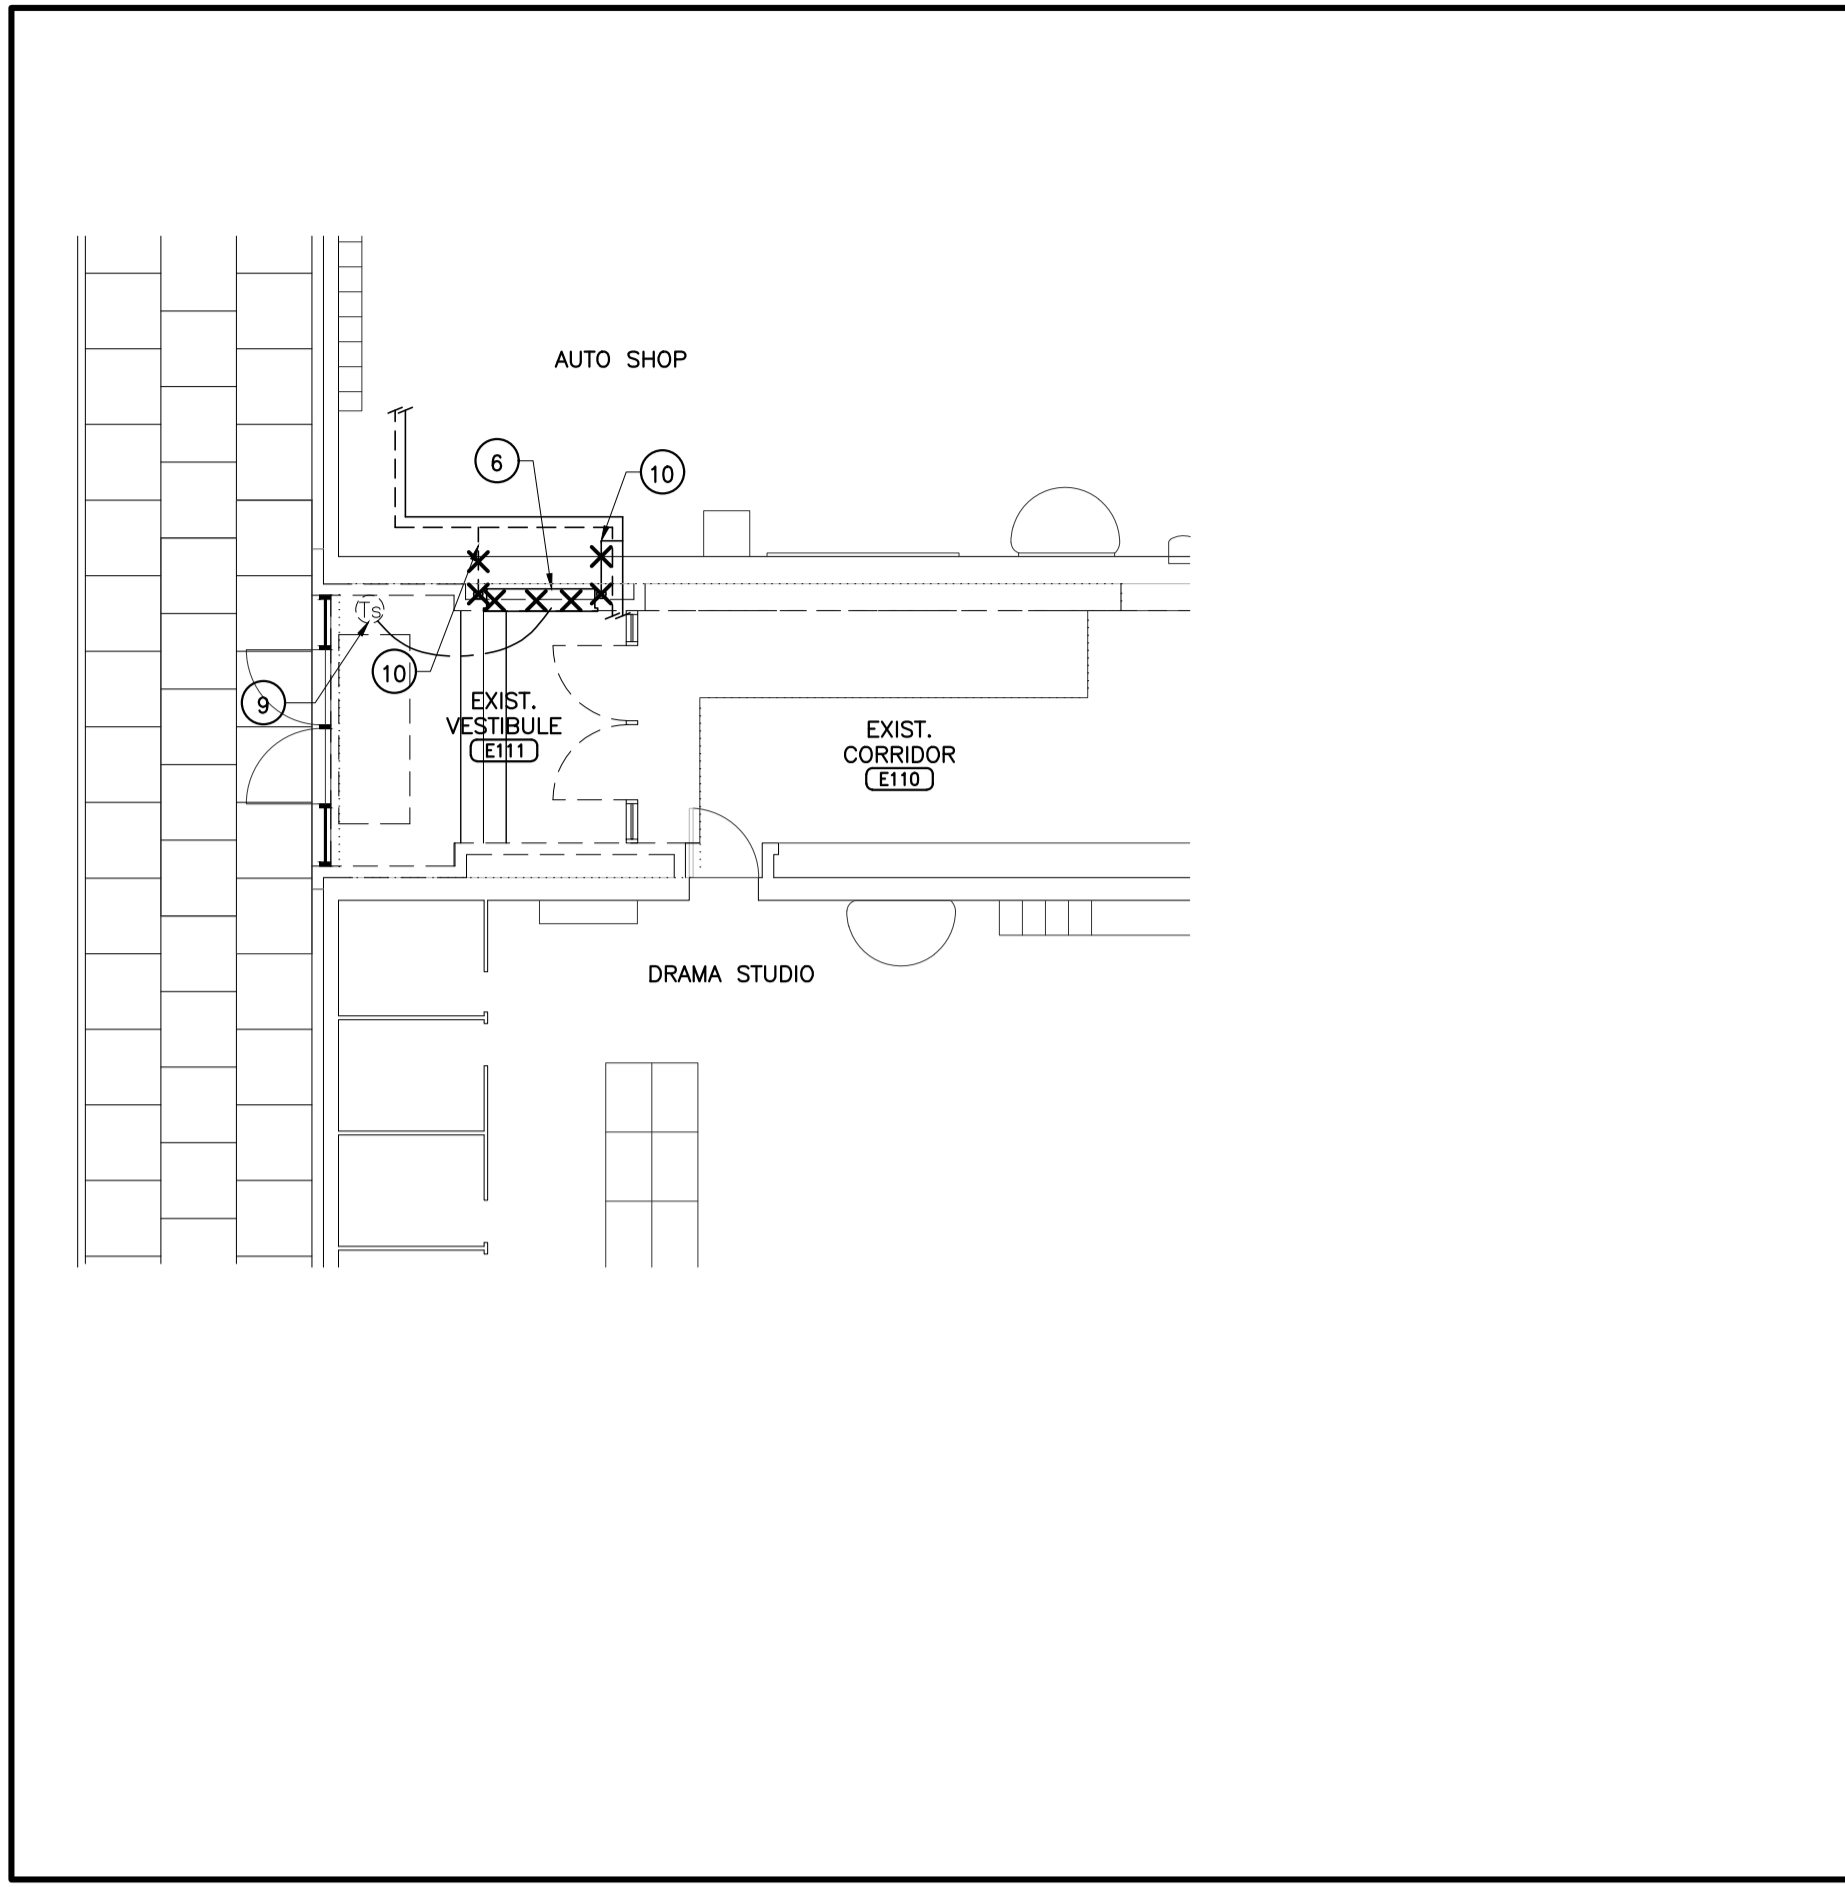 AUTO SHOP
6
10
TS
10
9
EXIST.
VESTIBULE
E111
EXIST.
CORRIDOR
E110
DRAMA STUDIO